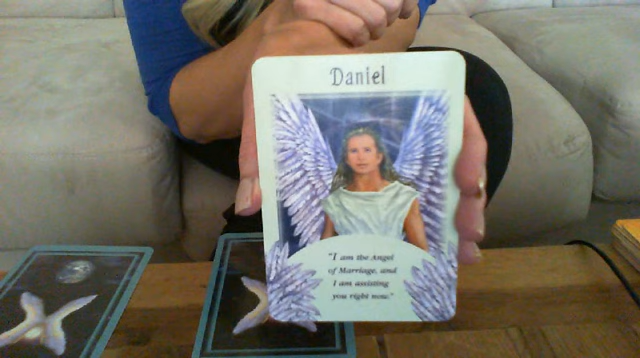 Daniel
"I am the Angel
of Marriage, and
I am assisting
you right now."